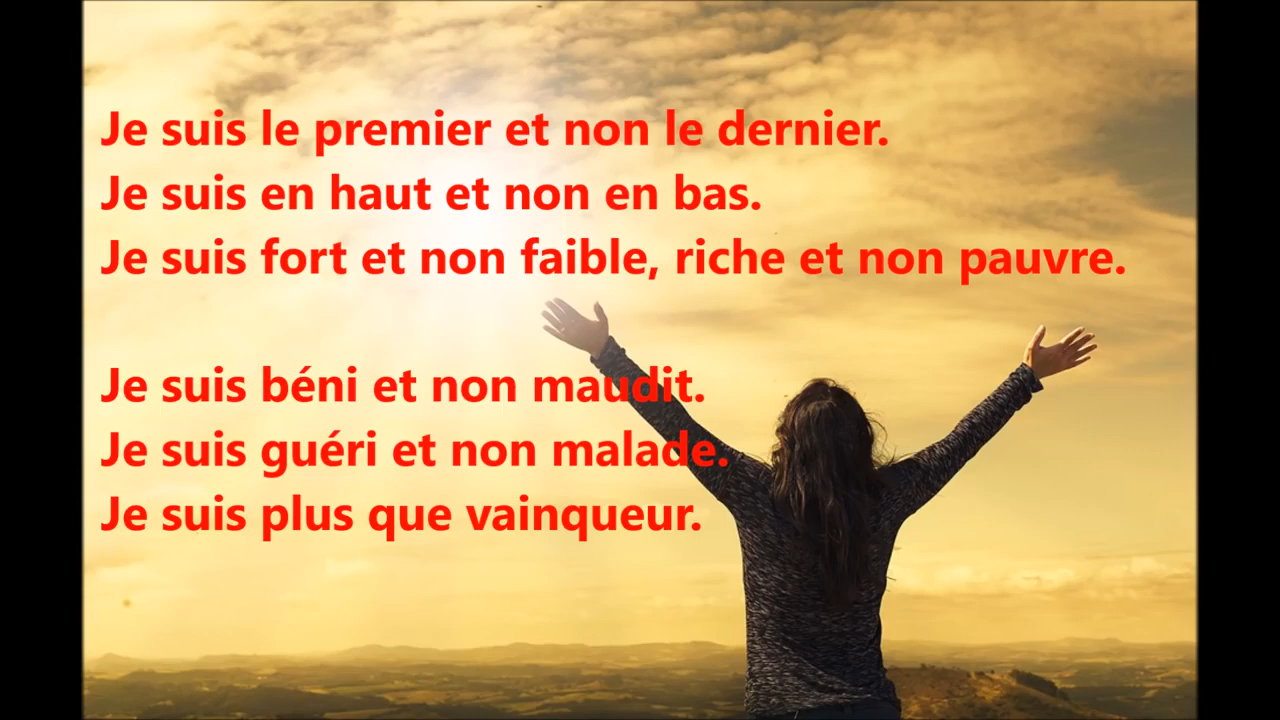 Je suis le premier et non le dernier.
Je suis en haut et non en bas.
Je suis fort et non faible, riche et non pauvre.
Je suis béni et non maudit.
Je suis guéri et non malade.
Je suis plus que vainqueur.